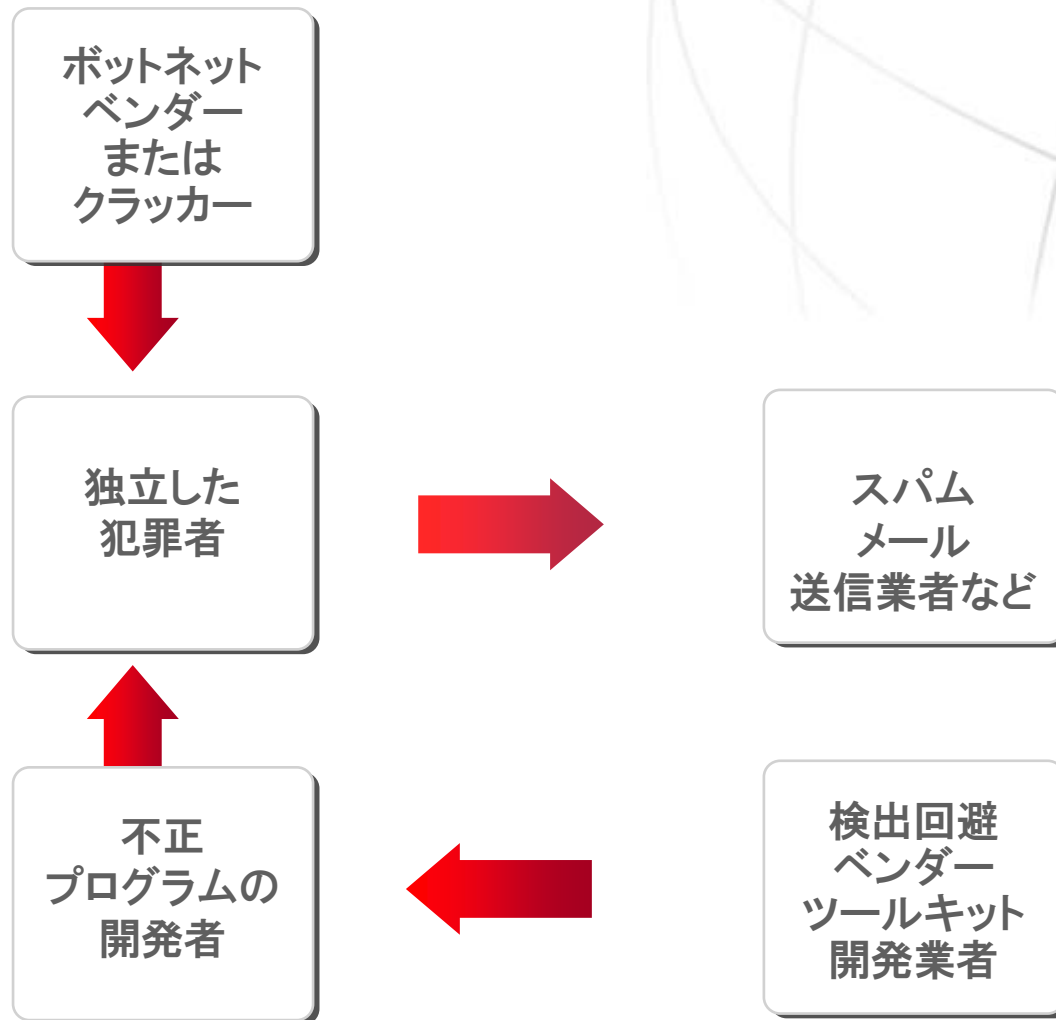 ボットネット
ベンダー
または
クラッカー
独立した
犯罪者
スパム
メール
送信業者など
不正
プログラムの
開発者
検出回避
ベンダー
ツールキット
開発業者